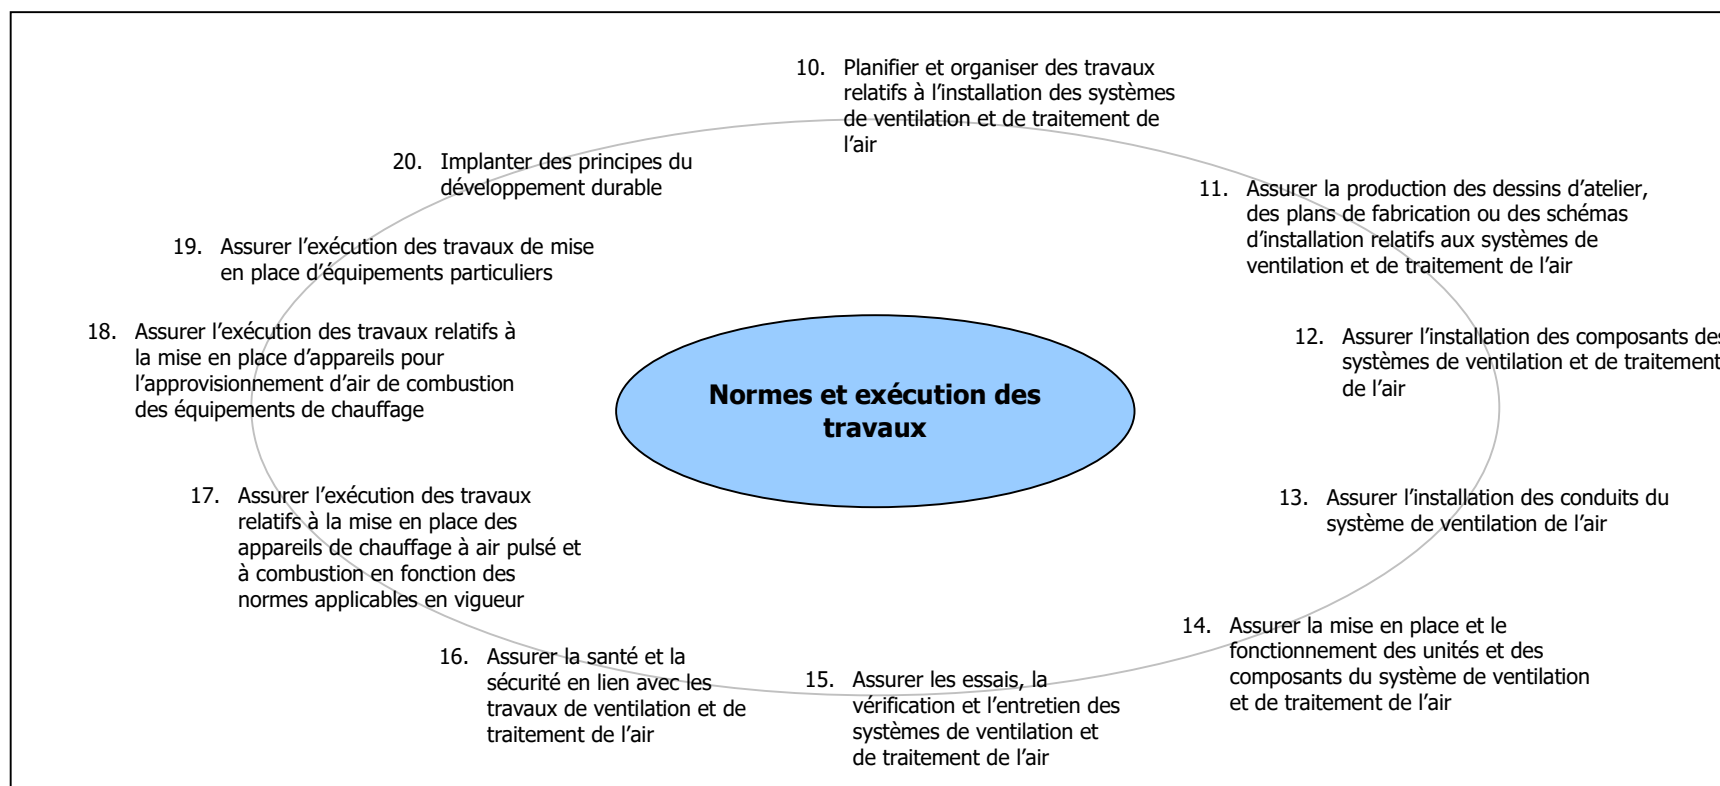 10. Planifier et organiser des travaux
relatifs à l’installation des systèmes
de ventilation et de traitement de
l’air
11. Assurer la production des dessins d’atelier,
des plans de fabrication ou des schémas
d’installation relatifs aux systèmes de
ventilation et de traitement de l’air
12. Assurer l’installation des composants des
systèmes de ventilation et de traitement
de l’air
13. Assurer l’installation des conduits du
système de ventilation de l’air
14. Assurer la mise en place et le
fonctionnement des unités et des
composants du système de ventilation
et de traitement de l’air
15. Assurer les essais, la
vérification et l’entretien des
systèmes de ventilation et
de traitement de l’air
16. Assurer la santé et la
sécurité en lien avec les
travaux de ventilation et de
traitement de l’air
17. Assurer l’exécution des travaux
relatifs à la mise en place des
appareils de chauffage à air pulsé et
à combustion en fonction des
normes applicables en vigueur
18. Assurer l’exécution des travaux relatifs à
la mise en place d’appareils pour
l’approvisionnement d’air de combustion
des équipements de chauffage
19. Assurer l’exécution des travaux de mise
en place d’équipements particuliers
20. Implanter des principes du
développement durable
Normes et exécution des
travaux